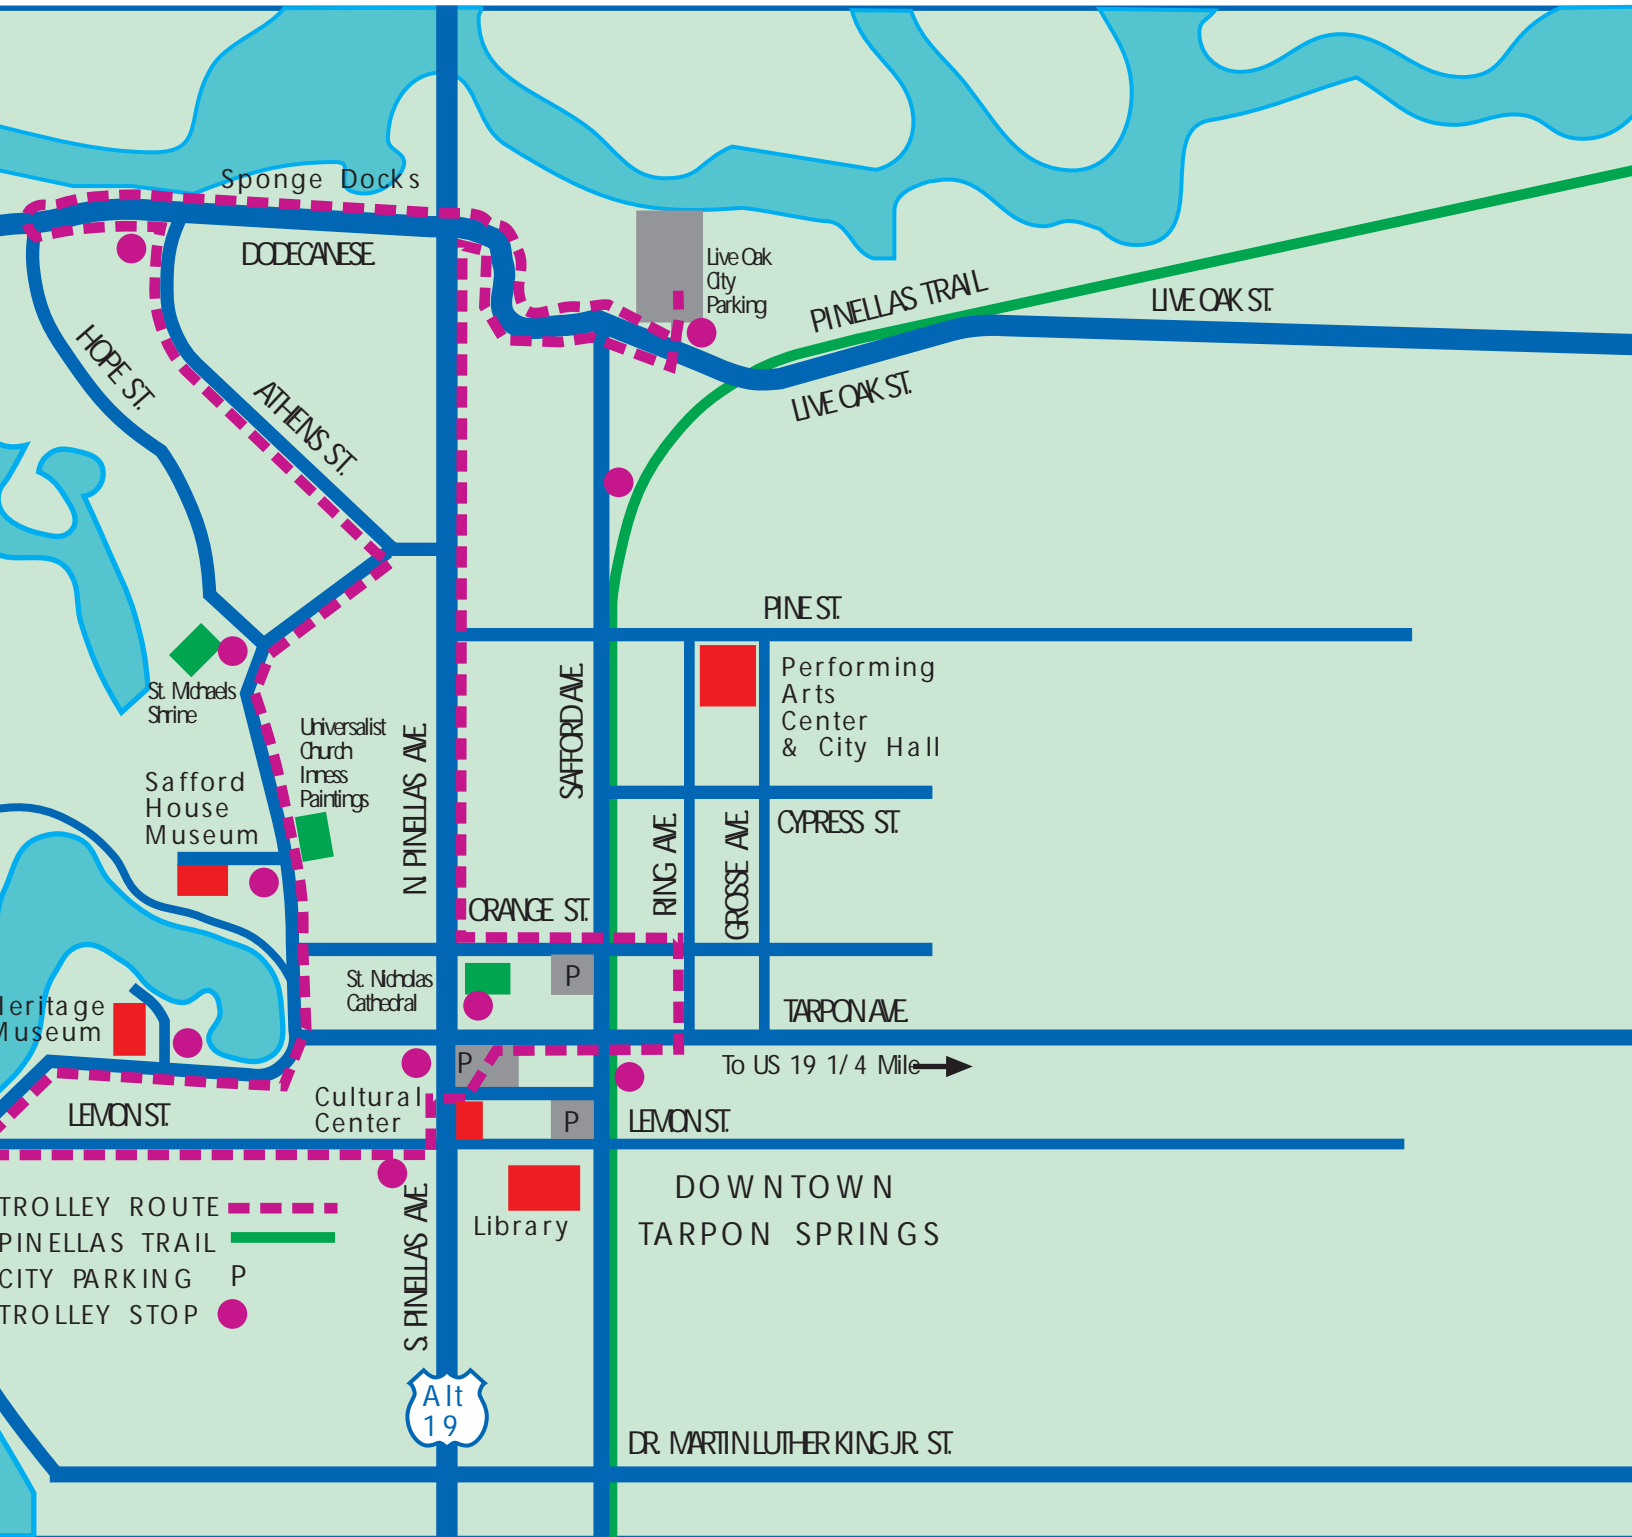 Sponge Docks
DODECANESE
Live Oak
City
Parking
PINELLAS TRAIL
LIVE OAK ST.
LIVE OAK ST.
HOPE ST.
ATHENS ST.
PINE ST.
Performing
Arts
Center
& City Hall
SAFFORD AVE.
St. Michaels
Shrine
Universalist
Church
Inness
Paintings
N PINELLAS AVE.
Safford
House
Museum
CYPRESS ST.
RING AVE.
GROSSE AVE.
ORANGE ST.
St. Nicholas
Cathedral
P
TARPON AVE.
Heritage
Museum
To US 19 1/4 Mile
P
Cultural
Center
P
LEMON ST.
LEMON ST.
DOWNTOWN
TARPON SPRINGS
Library
S. PINELLAS AVE.
TROLLEY ROUTE
PINELLAS TRAIL
CITY PARKING P
TROLLEY STOP
Alt
19
DR. MARTIN LUTHER KING JR. ST.